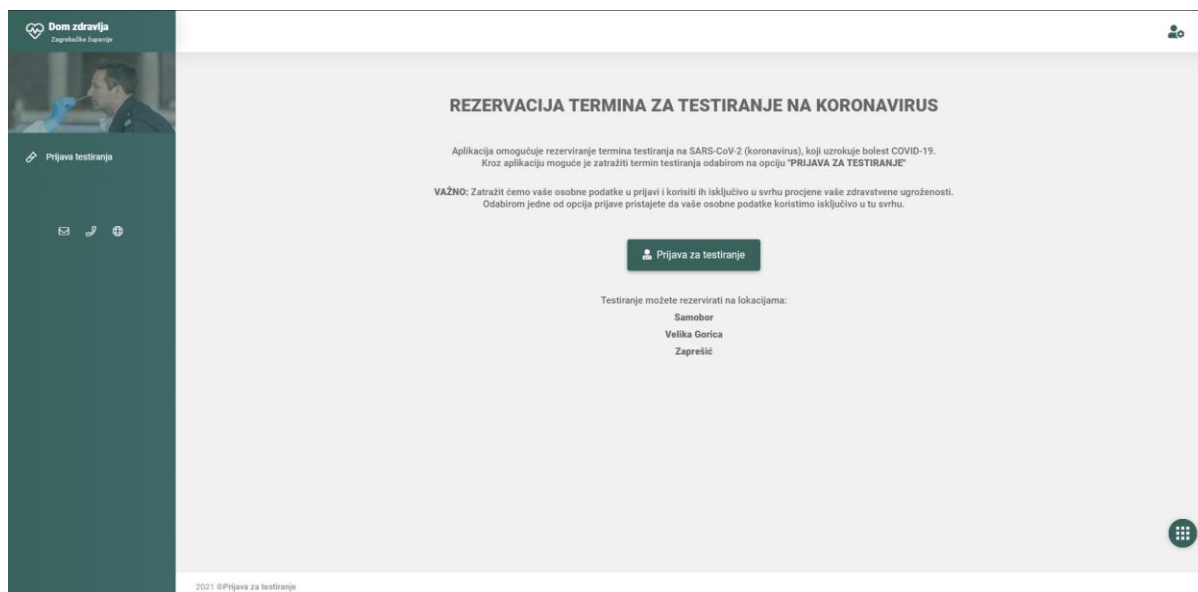 Dom zdravlja
Zagrebačke županije
Prijava testiranja
REZERVACIJA TERMINA ZA TESTIRANJE NA KORONAVIRUS
Aplikacija omogućuje rezerviranje termina testiranja na SARS-CoV-2 (koronavirus), koji uzrokuje bolest COVID-19.
Kroz aplikaciju moguće je zatražiti termin testiranja odabirom na opciju "PRIJAVA ZA TESTIRANJE"
VAŽNO: Zatražit ćemo vaše osobne podatke u prijavi i korisiti ih isključivo u svrhu procjene vaše zdravstvene ugroženosti.
Odabirom jedne od opcija prijave pristajete da vaše osobne podatke koristimo isključivo u tu svrhu.
Prijava za testiranje
Testiranje možete rezervirati na lokacijama:
Samobor
Velika Gorica
Zaprešić
2021 ©Prijava za testiranje